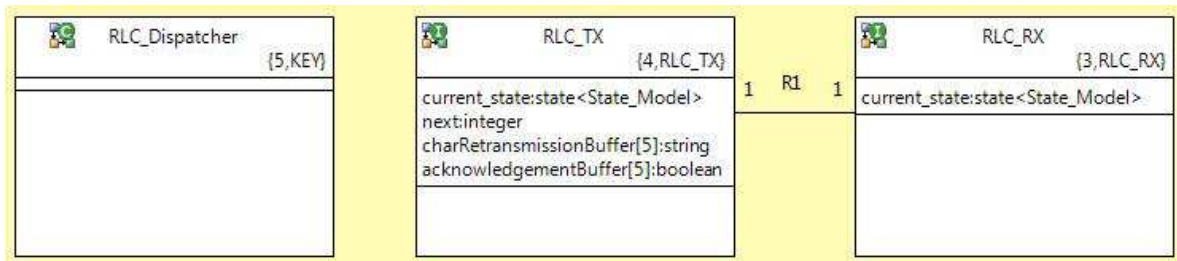 RLC_Dispatcher
{5,KEY}
RLC_TX
{4,RLC_TX}
current_state:state<State_Model>
next:integer
charRetransmissionBuffer[5]:string
acknowledgementBuffer[5]:boolean
1 R1 1
RLC_RX
{3,RLC_RX}
current_state:state<State_Model>